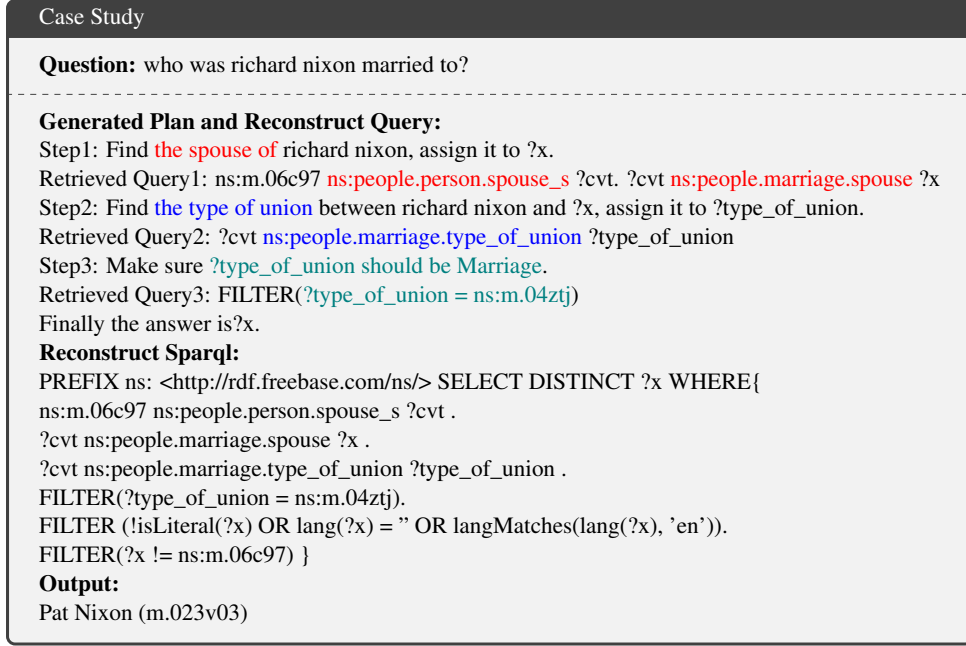 Case Study
Question: who was richard nixon married to?
Generated Plan and Reconstruct Query:
Step1: Find the spouse of richard nixon, assign it to ?x.
Retrieved Query1: ns:m.06c97 ns:people.person.spouse_s ?cvt. ?cvt ns:people.marriage.spouse ?x
Step2: Find the type of union between richard nixon and ?x, assign it to ?type_of_union.
Retrieved Query2: ?cvt ns:people.marriage.type_of_union ?type_of_union
Step3: Make sure ?type_of_union should be Marriage.
Retrieved Query3: FILTER(?type_of_union = ns:m.04ztj)
Finally the answer is?x.
Reconstruct Sparql:
PREFIX ns: <http://rdf.freebase.com/ns/> SELECT DISTINCT ?x WHERE{
ns:m.06c97 ns:people.person.spouse_s ?cvt .
?cvt ns:people.marriage.spouse ?x .
?cvt ns:people.marriage.type_of_union ?type_of_union .
FILTER(?type_of_union = ns:m.04ztj).
FILTER (!isLiteral(?x) OR lang(?x) = ” OR langMatches(lang(?x), ’en’)).
FILTER(?x != ns:m.06c97) }
Output:
Pat Nixon (m.023v03)